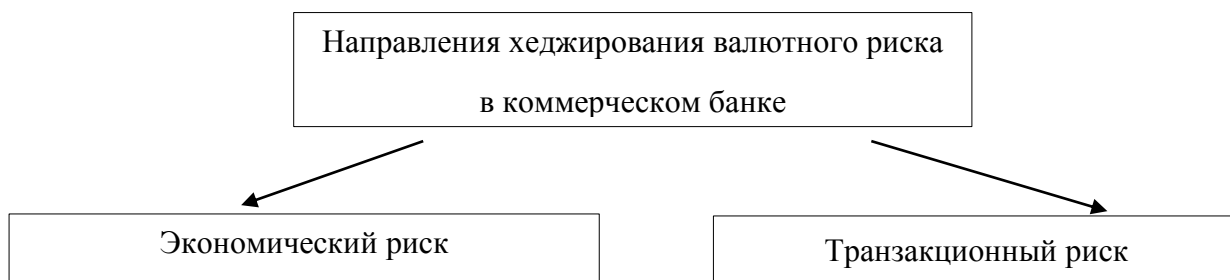 Направления хеджирования валютного риска
в коммерческом банке
Экономический риск
Транзакционный риск